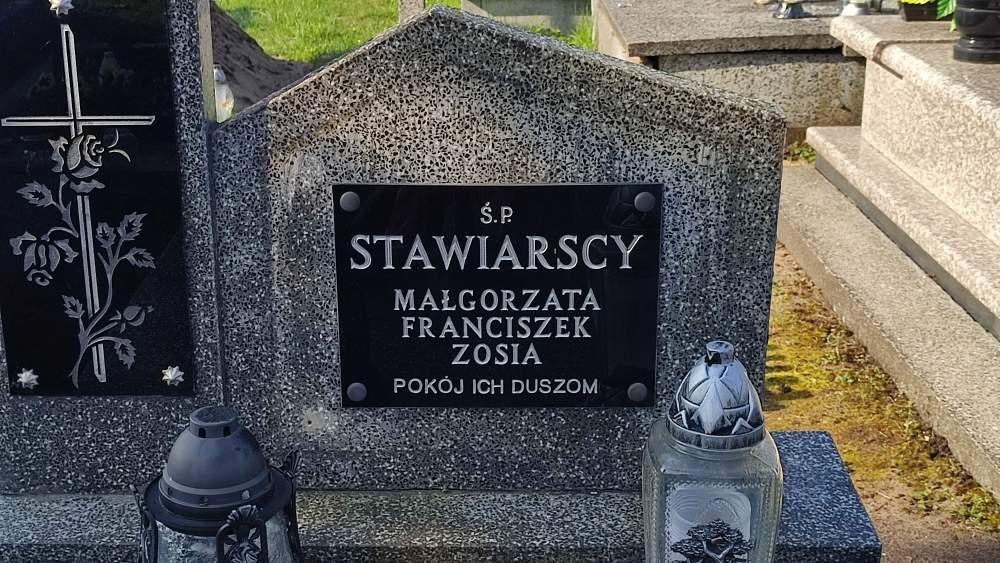 Ś.P.
STAWIARSCY
MAŁGORZATA
FRANCISZEK
ZOSIA
POKÓJ ICH DUSZOM